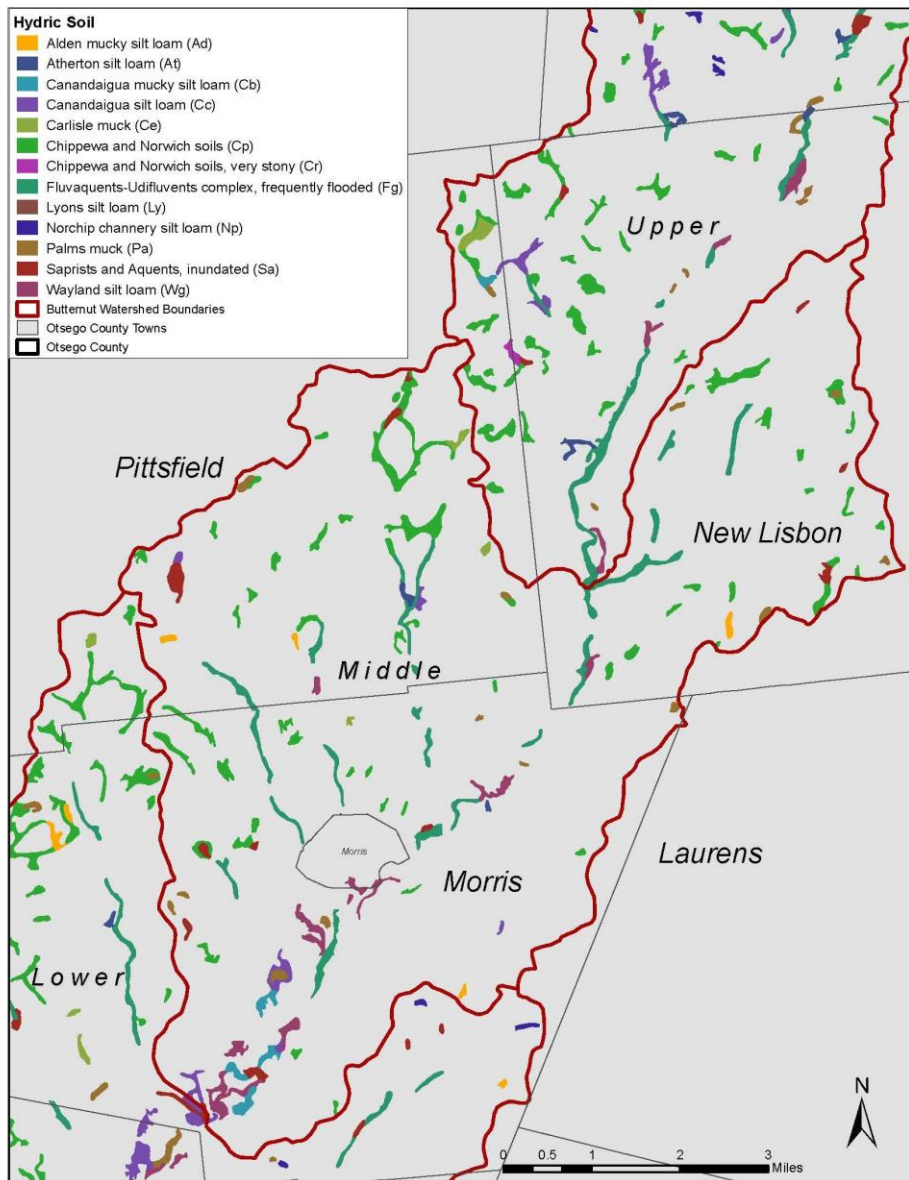 Hydric Soil
Alden mucky silt loam (Ad)
Atherton silt loam (At)
Canandaigua mucky silt loam (Cb)
Canandaigua silt loam (Cc)
Carlisle muck (Ce)
Chippewa and Norwich soils (Cp)
Chippewa and Norwich soils, very stony (Cr)
Fluvaquents-Udifluvents complex, frequently flooded (Fg)
Lyons silt loam (Ly)
Norchip channery silt loam (Np)
Palms muck (Pa)
Saprists and Aquents, inundated (Sa)
Wayland silt loam (Wg)
Butternut Watershed Boundaries
Otsego County Towns
Otsego County
Upper
Pittsfield
New Lisbon
Middle
Morris
Laurens
Morris
Lower
N
0 0.5 1 2 3
Miles